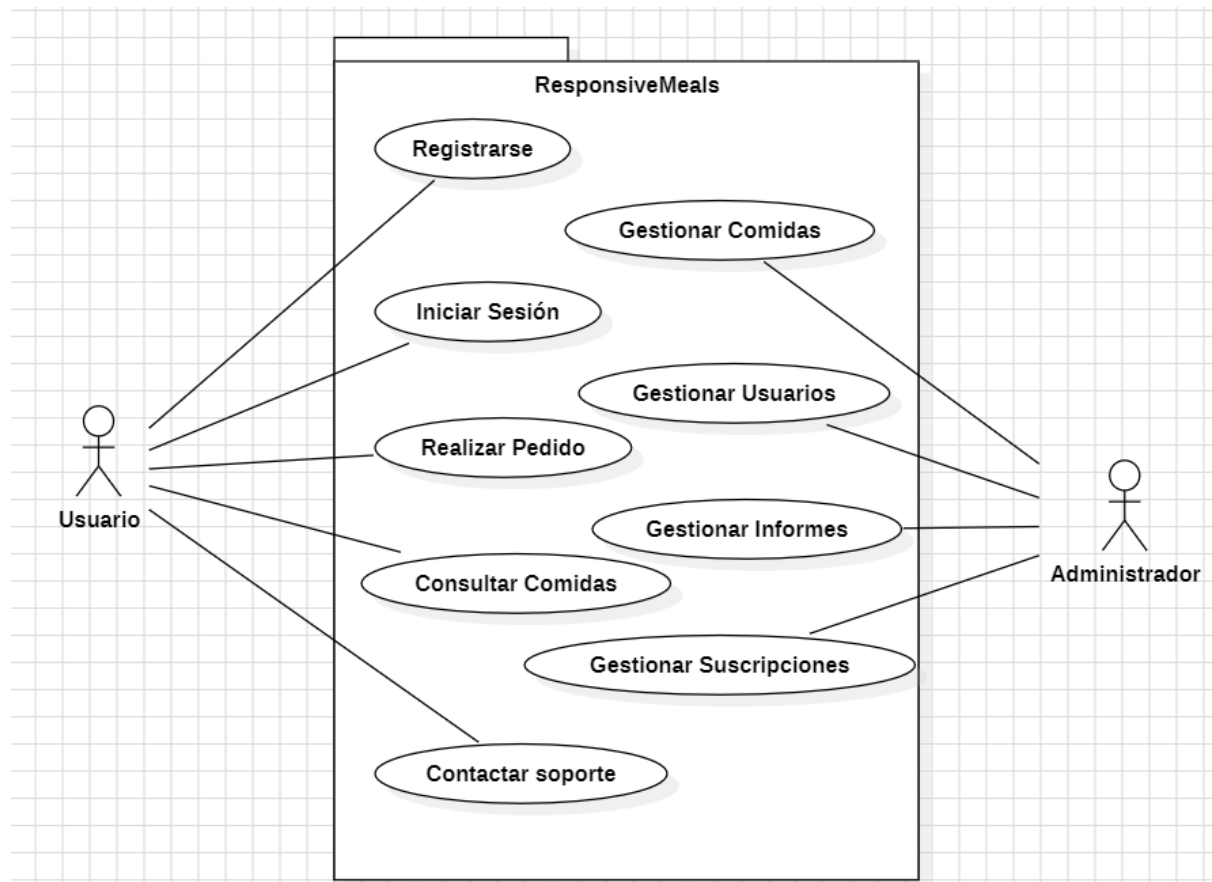 ResponsiveMeals
Registrarse
Gestionar Comidas
Iniciar Sesión
Gestionar Usuarios
Realizar Pedido
Usuario
Gestionar Informes
Administrador
Consultar Comidas
Gestionar Suscripciones
Contactar soporte